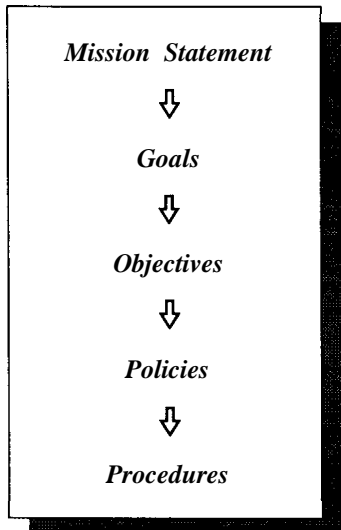 Mission Statement
Goals
Objectives
Policies
Procedures